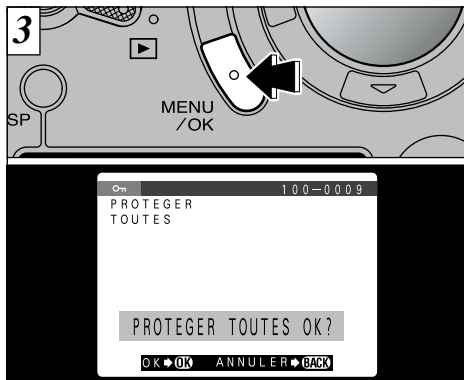 3
MENU
/OK
SP
100-0009
PROTEGER
TOUTES
PROTEGER TOUTES OK?
OK➡OK ANNULER➡BACK